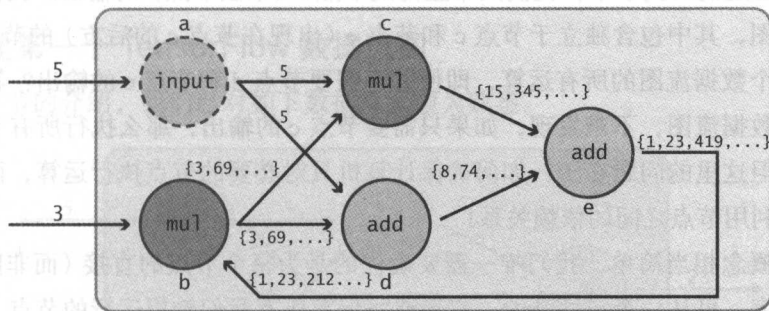 a
c
5
input
5
mul
{15,345,...}
5
{3,69,...}
add
{1,23,419,...}
{8,74,...}
e
3
mul
add
{3,69,...}
b
{1,23,212...}
d